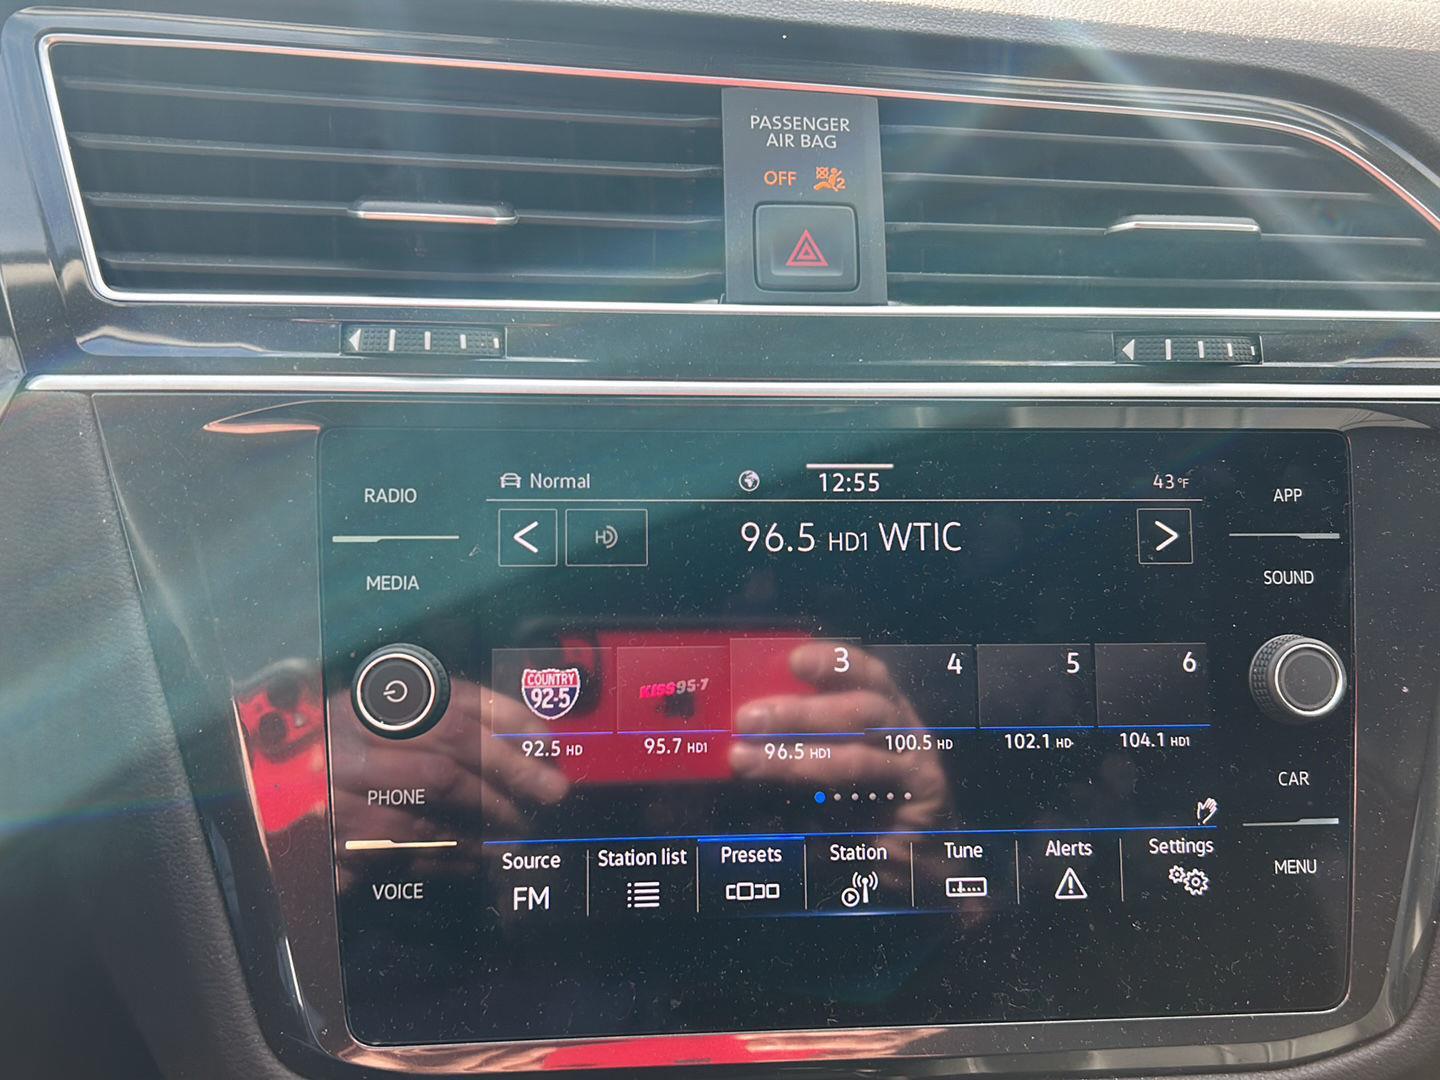 PASSENGER
AIR BAG
OFF 2
Normal 12:55 43°F
RADIO
MEDIA
PHONE
VOICE
HD 96.5 HD1 WTIC
COUNTRY
92.5
KISS95·7
3 4 5 6
92.5 HD 95.7 HD1 96.5 HD1 100.5 HD 102.1 HD 104.1 HD1
Source Station list Presets Station Tune Alerts Settings
FM
APP
SOUND
CAR
MENU